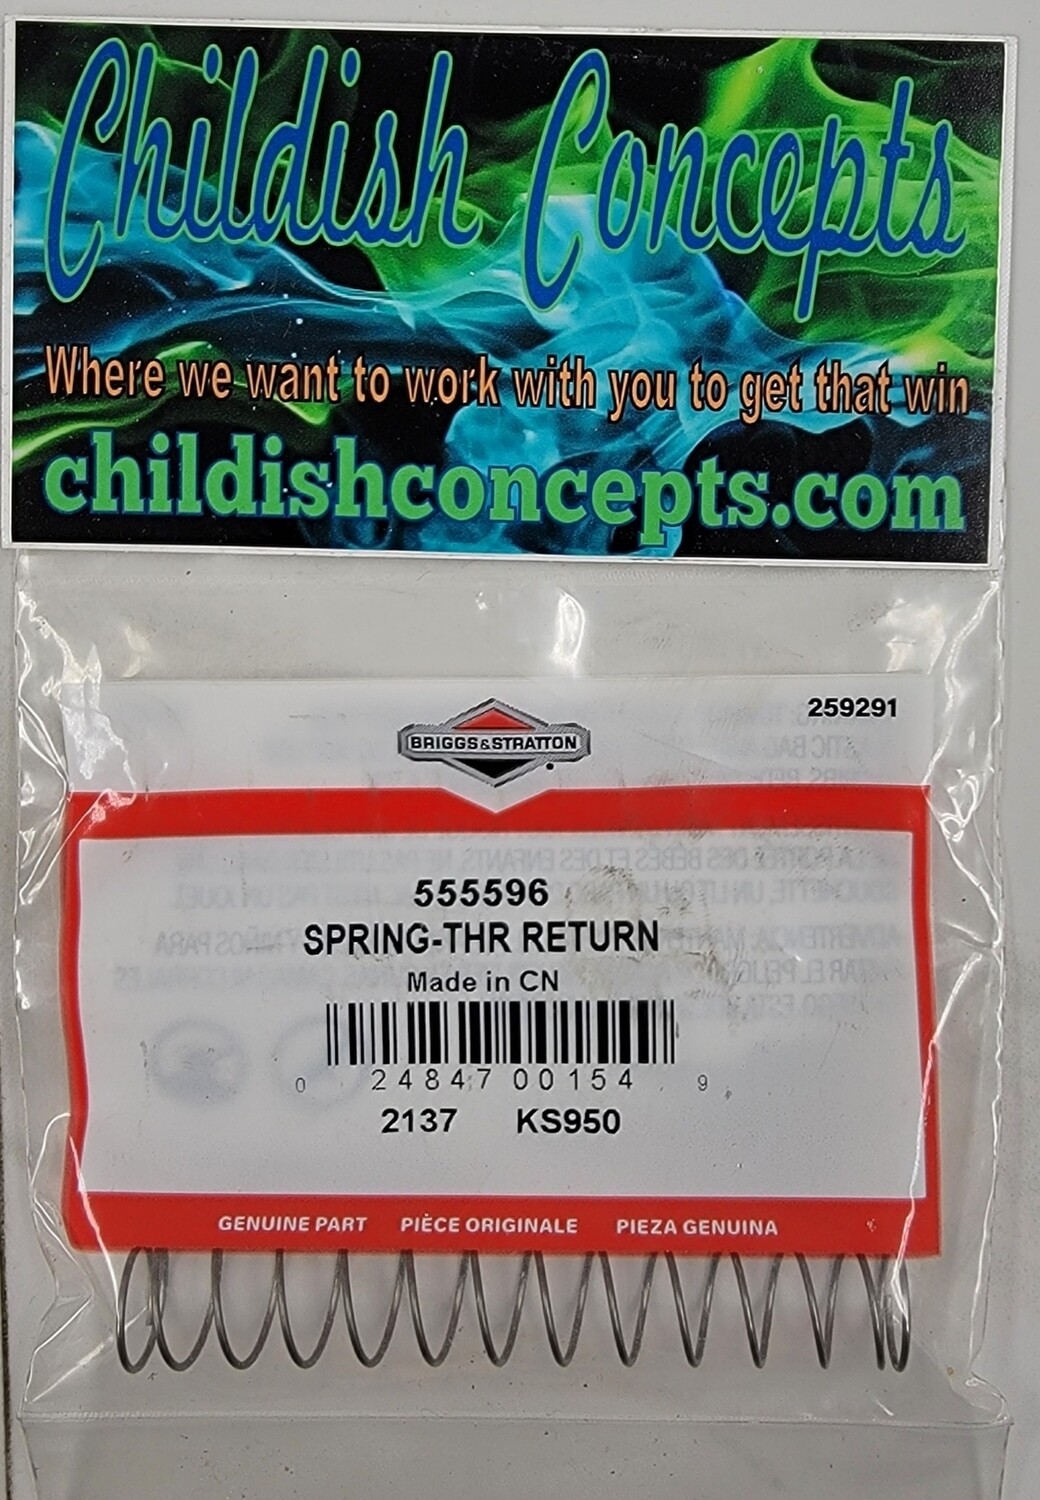 Childish Concepts
Where we want to work with you to get that win
childishconcepts.com
259291
BRIGGS&STRATTON
555596
SPRING-THR RETURN
Made in CN
0 24847 00154 9
2137 KS950
GENUINE PART PIÈCE ORIGINALE PIEZA GENUINA